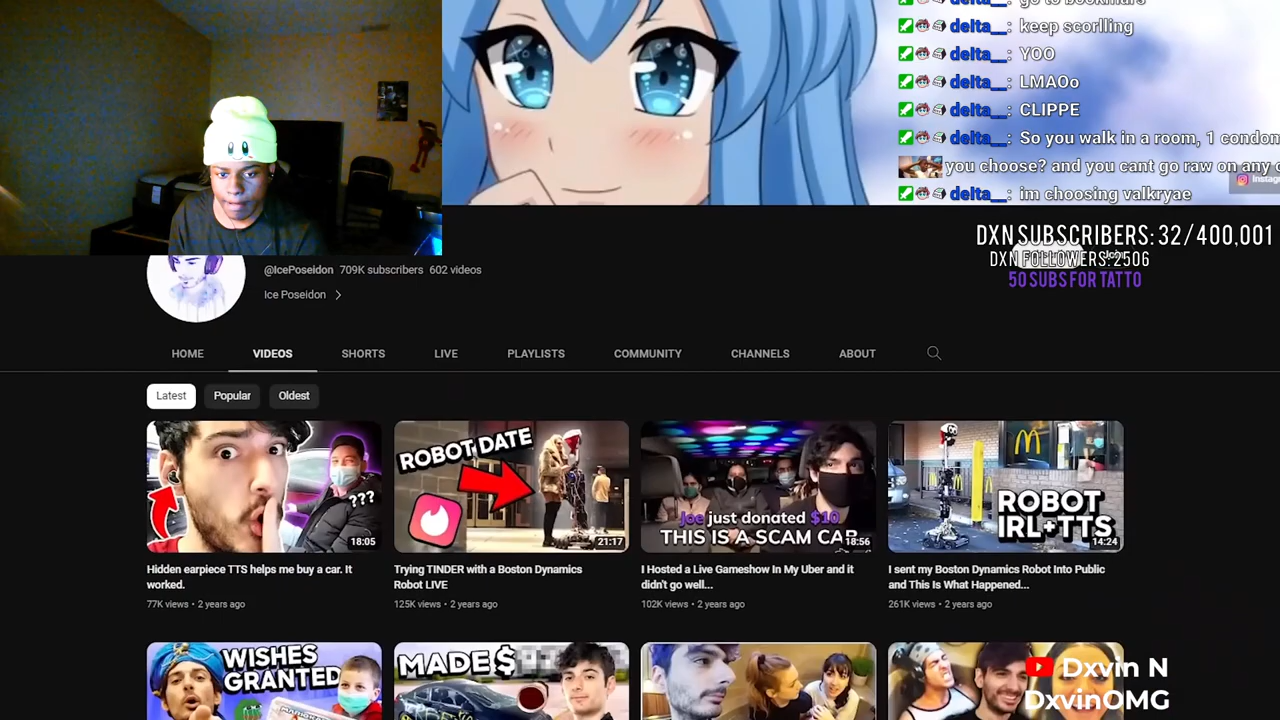 delta__: go to bookmars
delta__: keep scorlling
delta__: YOO
delta__: LMAOo
delta__: CLIPPE
delta__: So you walk in a room, 1 condon
you choose? and you cant go raw on any
delta__: im choosing valkryae
DXN SUBSCRIBERS: 32/400,001
DXN FOLLOWERS:2506
50 SUBS FOR TATTO
@IcePoseidon 709K subscribers 602 videos
Ice Poseidon
HOME VIDEOS SHORTS LIVE PLAYLISTS COMMUNITY CHANNELS ABOUT
Latest Popular Oldest
???
18:05
ROBOT DATE
21:17
Joe just donated $10
THIS IS A SCAM CAR
18:56
ROBOT
IRL+TTS
14:24
Hidden earpiece TTS helps me buy a car. It
worked.
77K views • 2 years ago
Trying TINDER with a Boston Dynamics
Robot LIVE
125K views • 2 years ago
I Hosted a Live Gameshow In My Uber and it
didn't go well...
102K views • 2 years ago
I sent my Boston Dynamics Robot Into Public
and This Is What Happened...
261K views • 2 years ago
WISHES
GRANTED
MADE $
Dxvin N
DxvinOMG